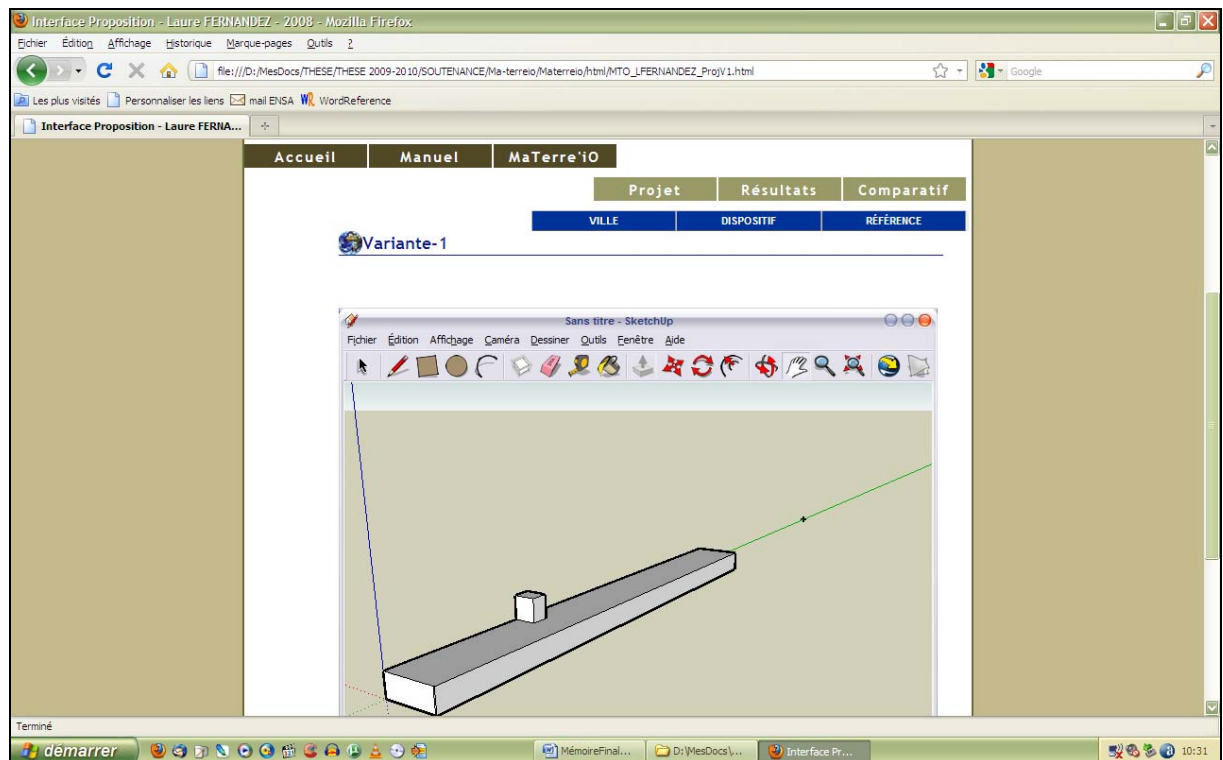 Interface Proposition - Laure FERNANDEZ - 2008 - Mozilla Firefox
Fichier Édition Affichage Historique Marque-pages Outils ?
file:///D:/MesDocs/THESE/THESE 2009-2010/SOUTENANCE/Ma-terreio/Materreio/html/MTO_LFERNANDEZ_ProjV1.html Google
Les plus visités Personnaliser les liens mail ENSA WR WordReference
Interface Proposition - Laure FERNA...
Accueil Manuel MaTerre'iO
Projet Résultats Comparatif
VILLE DISPOSITIF RÉFÉRENCE
Variante-1
Sans titre - SketchUp
Fichier Édition Affichage Caméra Dessiner Outils Fenêtre Aide
Terminé
démarrer MémoireFinal... D:\MesDocs\... Interface Pr... 10:31